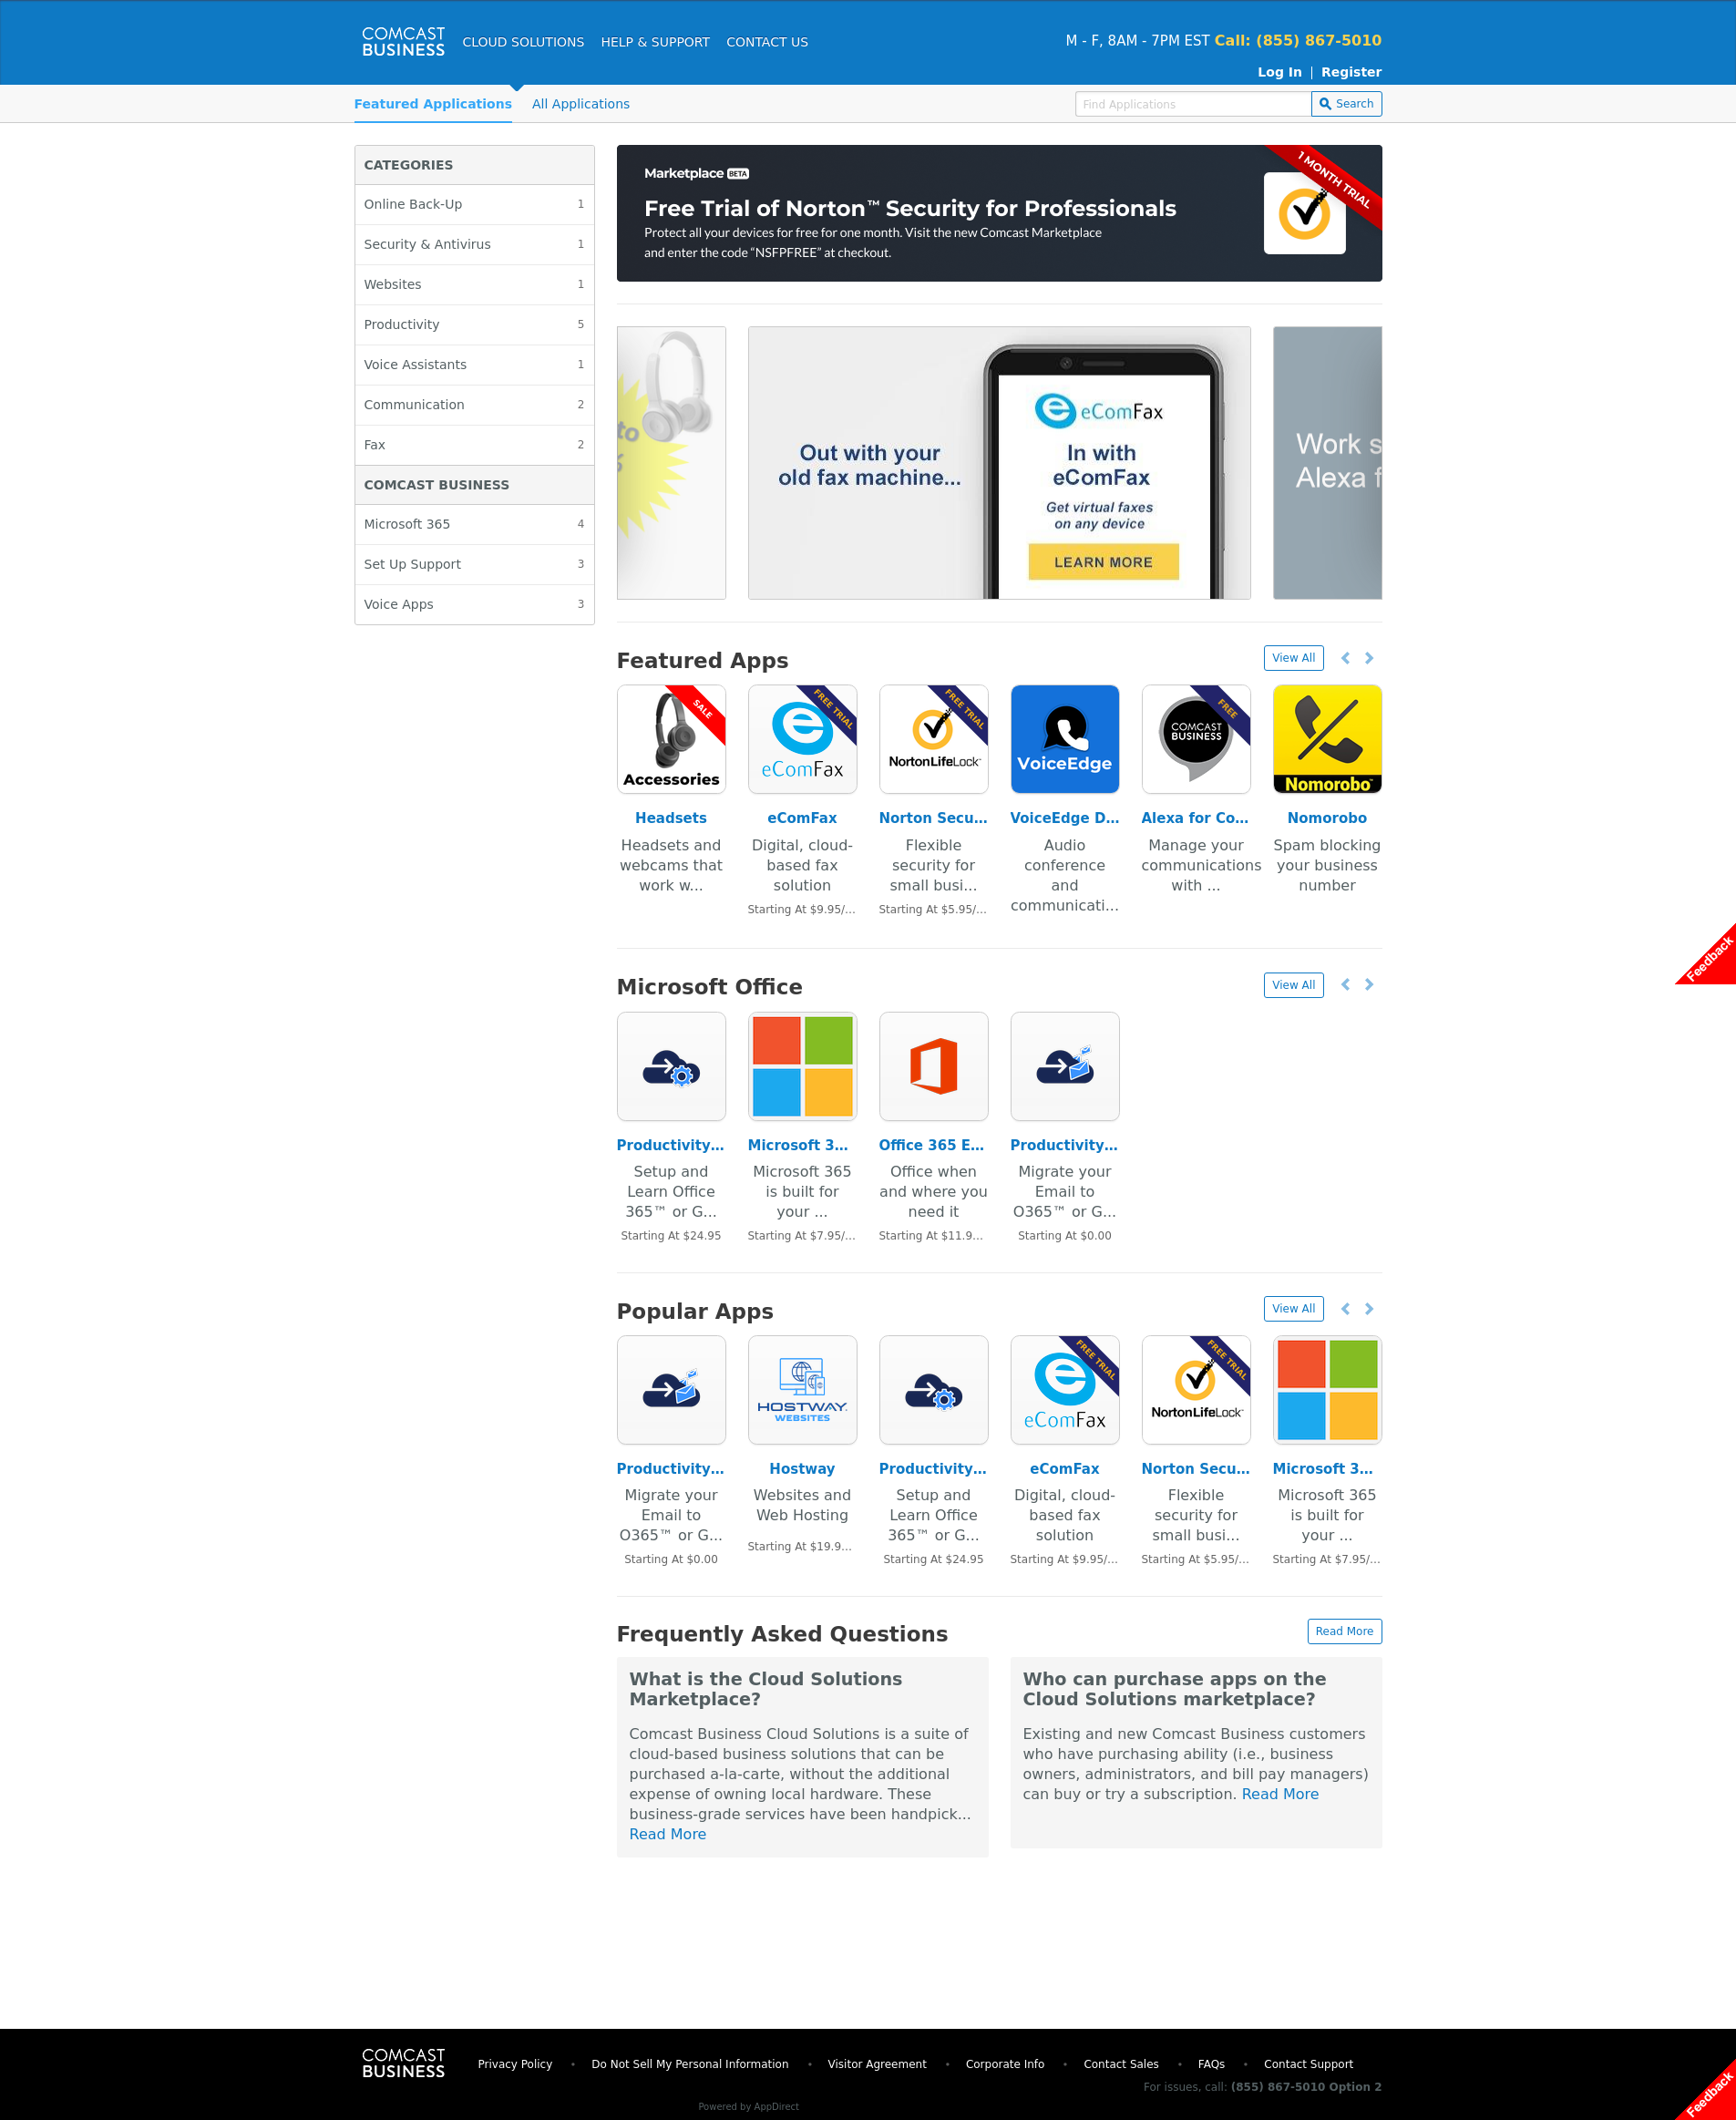 COMCAST
BUSINESS
CLOUD SOLUTIONS HELP & SUPPORT CONTACT US
M - F, 8AM - 7PM EST Call: (855) 867-5010
Log In | Register
Featured Applications All Applications
Find Applications Search
CATEGORIES
Online Back-Up 1
Security & Antivirus 1
Websites 1
Productivity 5
Voice Assistants 1
Communication 2
Fax 2
COMCAST BUSINESS
Microsoft 365 4
Set Up Support 3
Voice Apps 3
Marketplace BETA
Free Trial of Norton™ Security for Professionals
Protect all your devices for free for one month. Visit the new Comcast Marketplace
and enter the code “NSFPFREE” at checkout.
1 MONTH TRIAL
to
%
Out with your
old fax machine...
eComFax
In with
eComFax
Get virtual faxes
on any device
LEARN MORE
Work s
Alexa f
Featured Apps
View All
SALE
Accessories
FREE TRIAL
eComFax
FREE TRIAL
NortonLifeLock
VoiceEdge
FREE
COMCAST
BUSINESS
Nomorobo™
Headsets
Headsets and
webcams that
work w...
eComFax
Digital, cloud-
based fax
solution
Starting At $9.95/...
Norton Secu...
Flexible
security for
small busi...
Starting At $5.95/...
VoiceEdge D...
Audio
conference
and
communicati...
Alexa for Co...
Manage your
communications
with ...
Nomorobo
Spam blocking
your business
number
Microsoft Office
View All
Productivity...
Setup and
Learn Office
365™ or G...
Starting At $24.95
Microsoft 3...
Microsoft 365
is built for
your ...
Starting At $7.95/...
Office 365 E...
Office when
and where you
need it
Starting At $11.9...
Productivity...
Migrate your
Email to
O365™ or G...
Starting At $0.00
Popular Apps
View All
HOSTWAY
WEBSITES
FREE TRIAL
eComFax
FREE TRIAL
NortonLifeLock
Productivity...
Migrate your
Email to
O365™ or G...
Starting At $0.00
Hostway
Websites and
Web Hosting
Starting At $19.9...
Productivity...
Setup and
Learn Office
365™ or G...
Starting At $24.95
eComFax
Digital, cloud-
based fax
solution
Starting At $9.95/...
Norton Secu...
Flexible
security for
small busi...
Starting At $5.95/...
Microsoft 3...
Microsoft 365
is built for
your ...
Starting At $7.95/...
Frequently Asked Questions
Read More
What is the Cloud Solutions
Marketplace?
Comcast Business Cloud Solutions is a suite of
cloud-based business solutions that can be
purchased a-la-carte, without the additional
expense of owning local hardware. These
business-grade services have been handpick...
Read More
Who can purchase apps on the
Cloud Solutions marketplace?
Existing and new Comcast Business customers
who have purchasing ability (i.e., business
owners, administrators, and bill pay managers)
can buy or try a subscription. Read More
Feedback
COMCAST
BUSINESS
Privacy Policy • Do Not Sell My Personal Information • Visitor Agreement • Corporate Info • Contact Sales • FAQs • Contact Support
For issues, call: (855) 867-5010 Option 2
Powered by AppDirect
Feedback